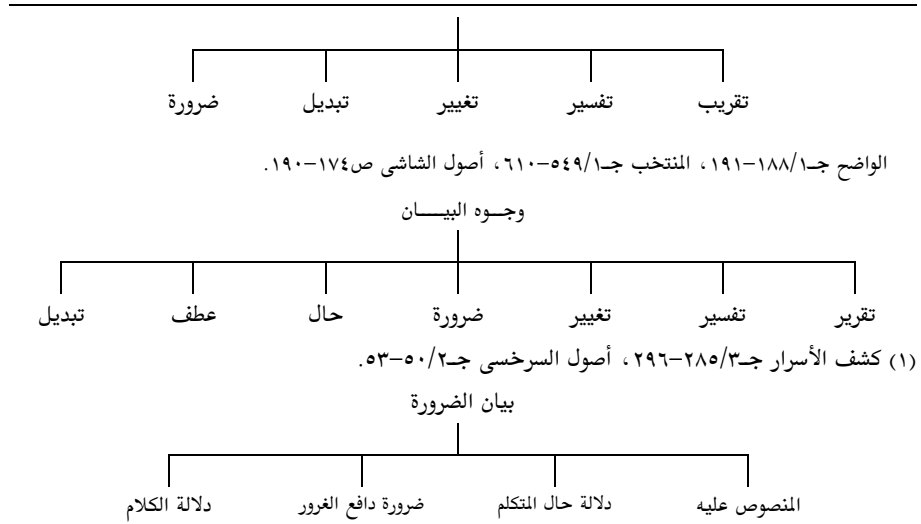 تقريب تفسير تغيير تبديل ضرورة
الواضح جـ١/١٨٨-١٩١، المنتخب جـ١/٥٤٩-٦١٠، أصول الشاشى ص١٧٤-١٩٠.
وجـــوه البيــــــان
تقرير تفسير تغيير ضرورة حال عطف تبديل
(١) كشف الأسرار جـ٣/٢٨٥-٢٩٦، أصول السرخسى جـ٢/٥٠-٥٣.
بيان الضرورة
المنصوص عليه دلالة حال المتكلم ضرورة دافع الغرور دلالة الكلام